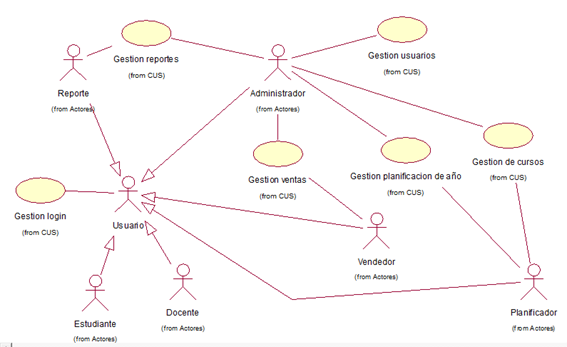 Gestion reportes
(from CUS)
Gestion usuarios
(from CUS)
Reporte
(from Actores)
Administrador
(from Actores)
Gestion ventas
(from CUS)
Gestion planificacion de año
(from CUS)
Gestion de cursos
(from CUS)
Gestion login
(from CUS)
Usuario
Vendedor
(from Actores)
Estudiante
(from Actores)
Docente
(from Actores)
Planificador
(from Actores)